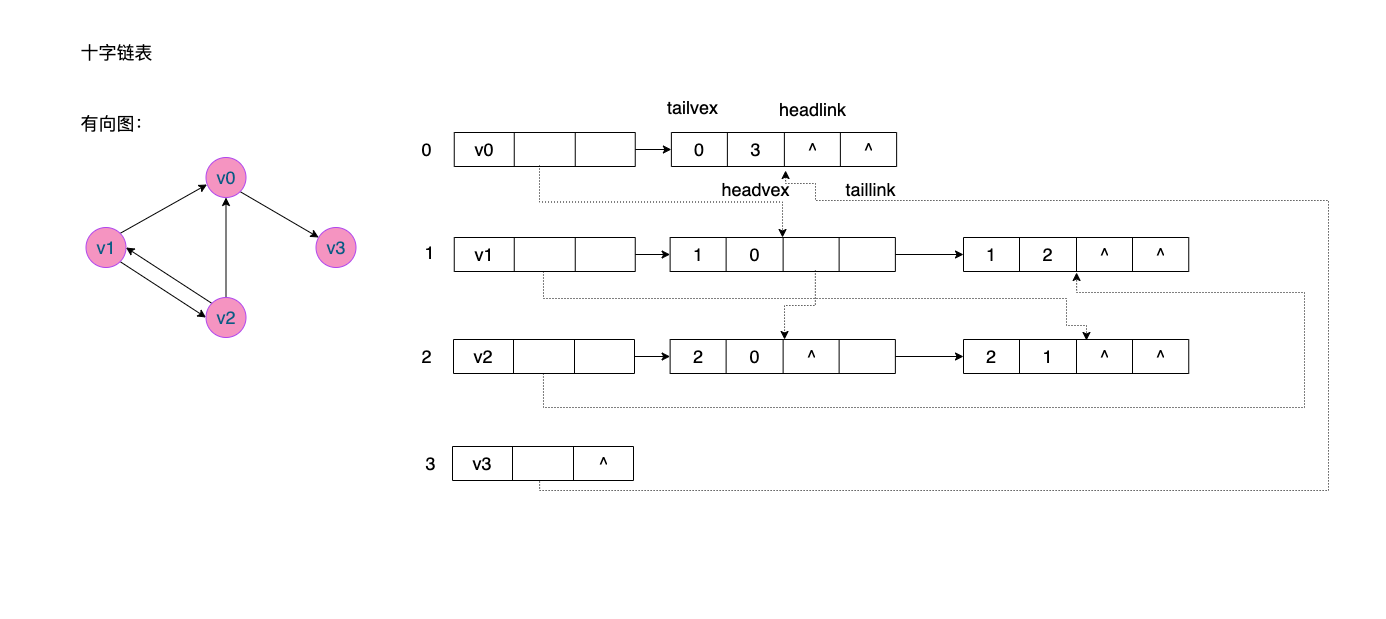 十字链表
有向图：
v0
v1
v3
v2
tailvex headlink
0 v0 0 3 ^ ^
headvex taillink
1 v1 1 0 1 2 ^ ^
2 v2 2 0 ^ 2 1 ^ ^
3 v3 ^